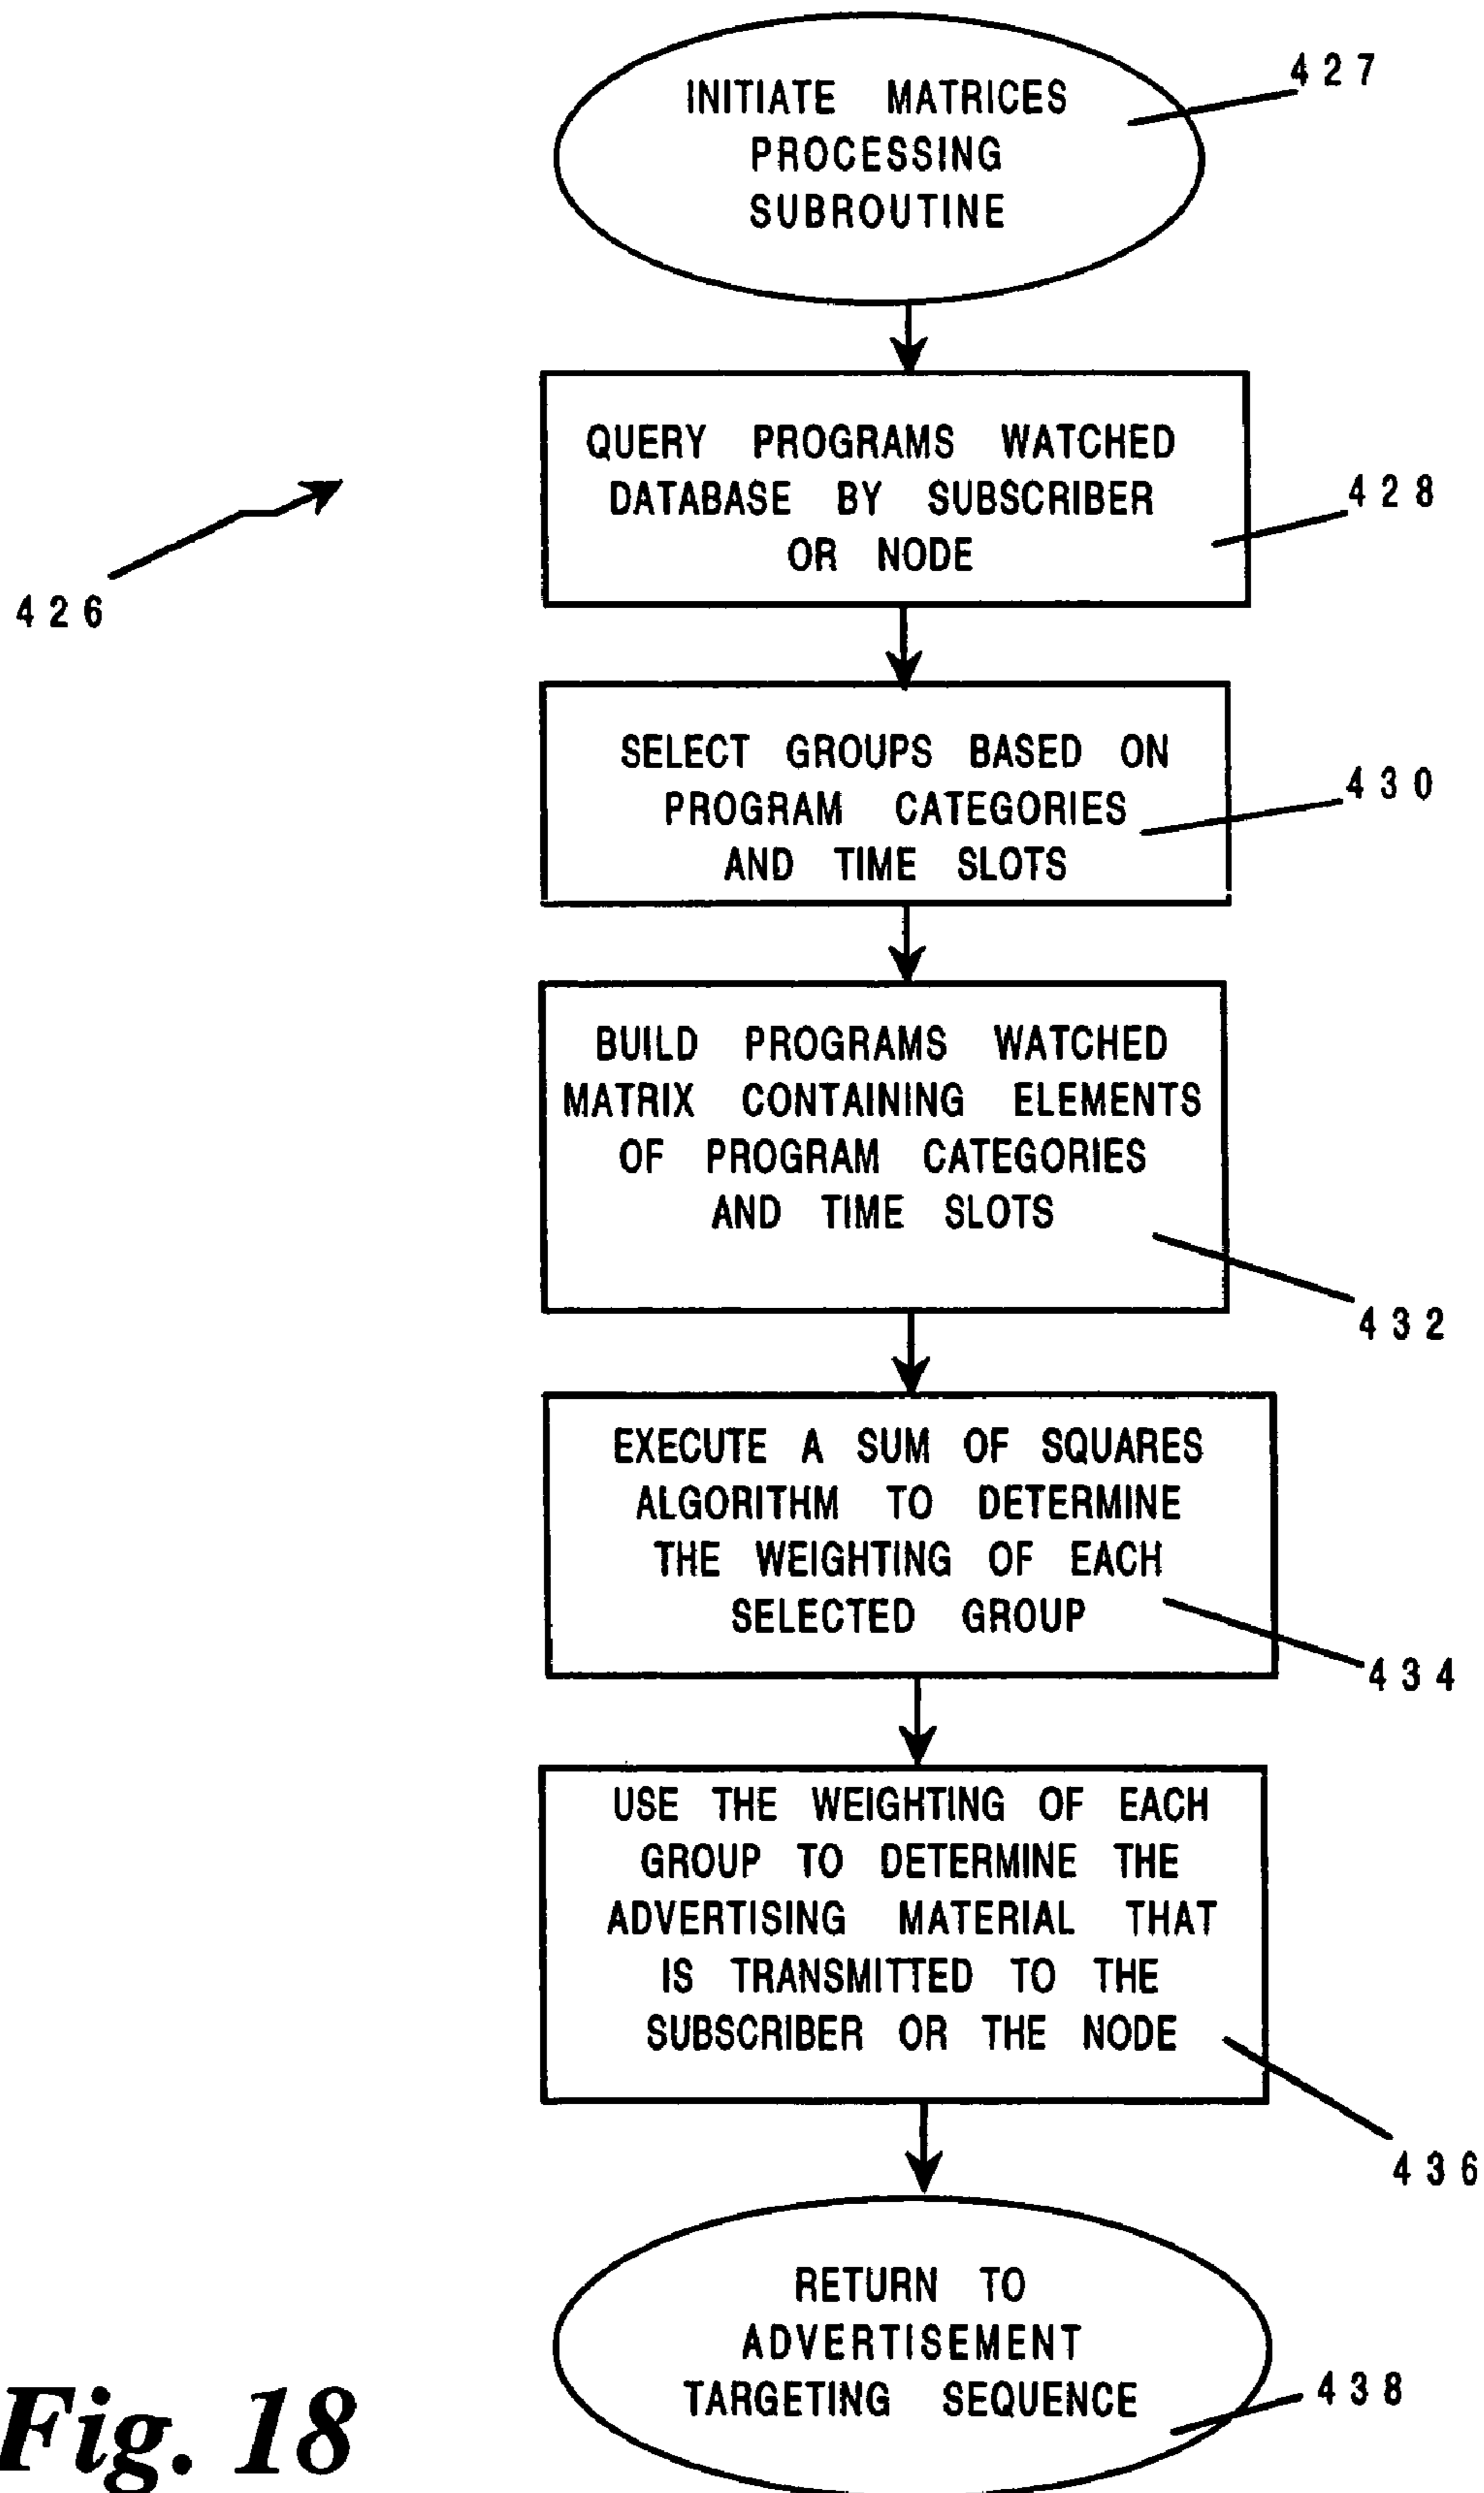 INITIATE MATRICES
PROCESSING
SUBROUTINE
427
QUERY PROGRAMS WATCHED
DATABASE BY SUBSCRIBER
OR NODE
428
426
SELECT GROUPS BASED ON
PROGRAM CATEGORIES
AND TIME SLOTS
430
BUILD PROGRAMS WATCHED
MATRIX CONTAINING ELEMENTS
OF PROGRAM CATEGORIES
AND TIME SLOTS
432
EXECUTE A SUM OF SQUARES
ALGORITHM TO DETERMINE
THE WEIGHTING OF EACH
SELECTED GROUP
434
USE THE WEIGHTING OF EACH
GROUP TO DETERMINE THE
ADVERTISING MATERIAL THAT
IS TRANSMITTED TO THE
SUBSCRIBER OR THE NODE
436
RETURN TO
ADVERTISEMENT
TARGETING SEQUENCE
438
Fig. 18